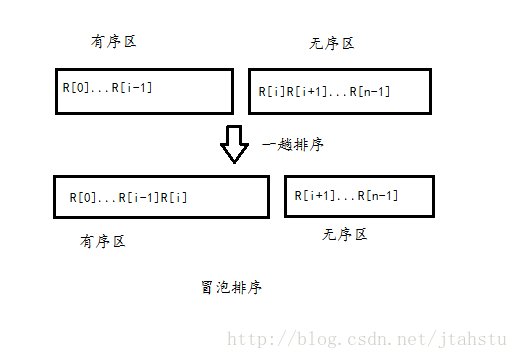 有序区
无序区
R[0]...R[i-1]
R[i]R[i+1]...R[n-1]
一趟排序
R[0]...R[i-1]R[i]
R[i+1]...R[n-1]
有序区
无序区
冒泡排序
http://blog.csdn.net/jtahstu